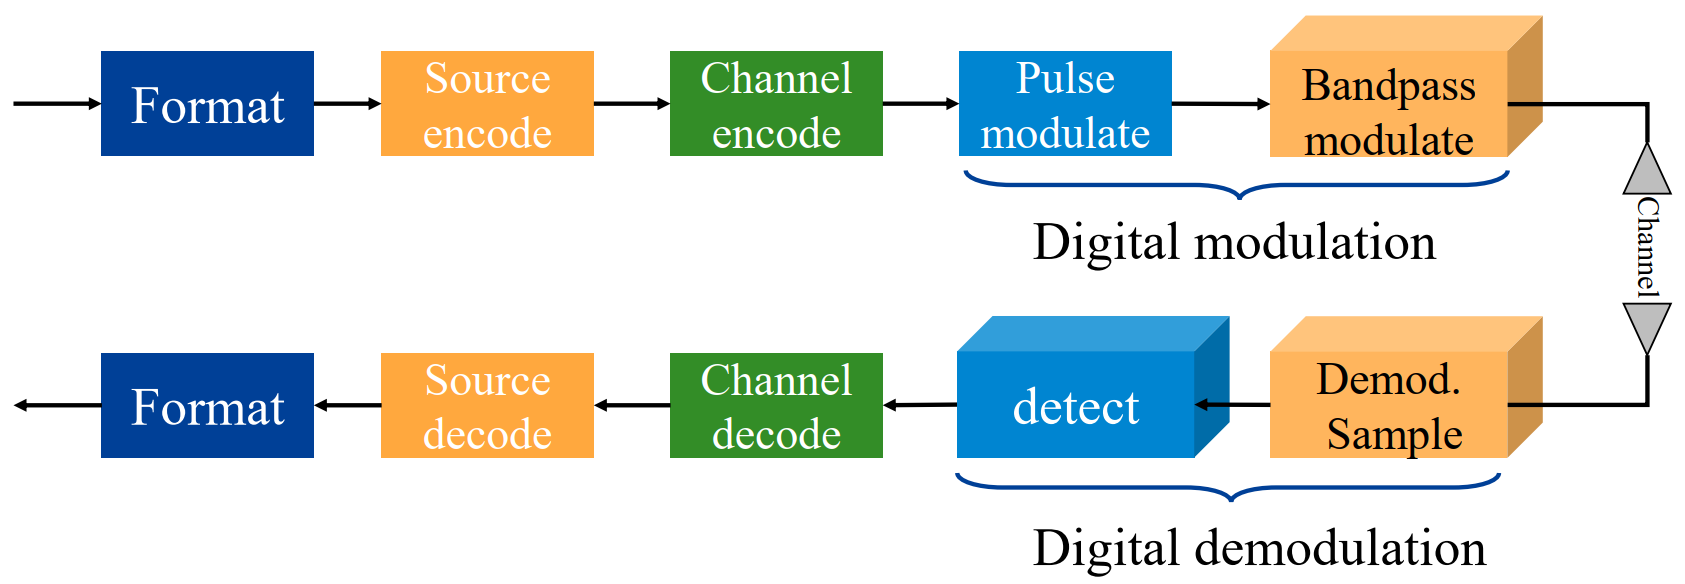 Format
Source
encode
Channel
encode
Pulse
modulate
Bandpass
modulate
Digital modulation
Channel
Format
Source
decode
Channel
decode
detect
Demod.
Sample
Digital demodulation